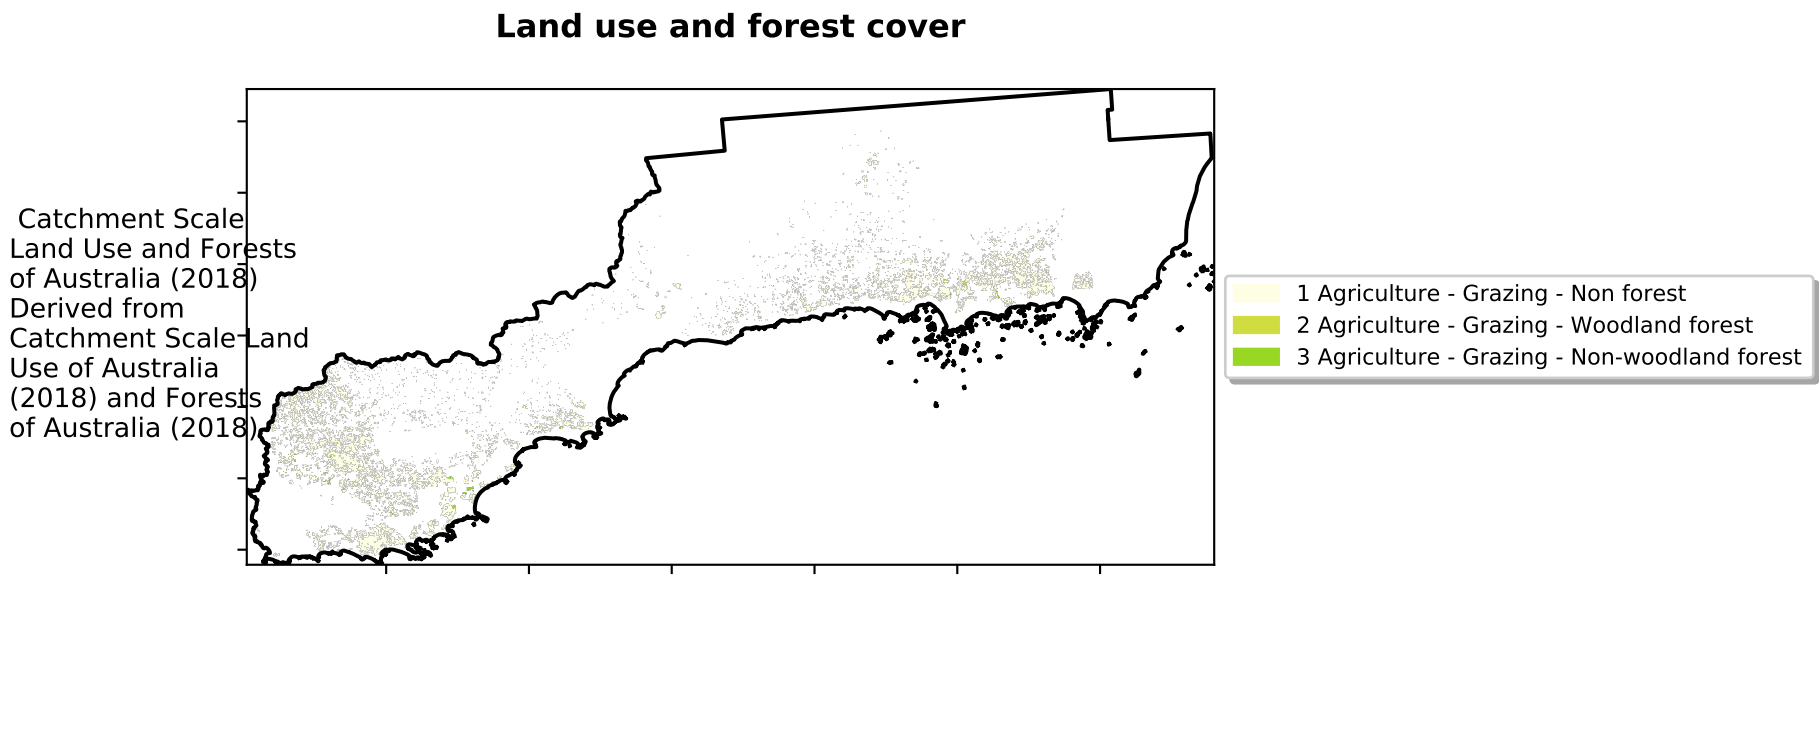 Land use and forest cover
Catchment Scale
Land Use and Forests
of Australia (2018)
Derived from
Catchment Scale Land
Use of Australia
(2018) and Forests
of Australia (2018)
1 Agriculture - Grazing - Non forest
2 Agriculture - Grazing - Woodland forest
3 Agriculture - Grazing - Non-woodland forest